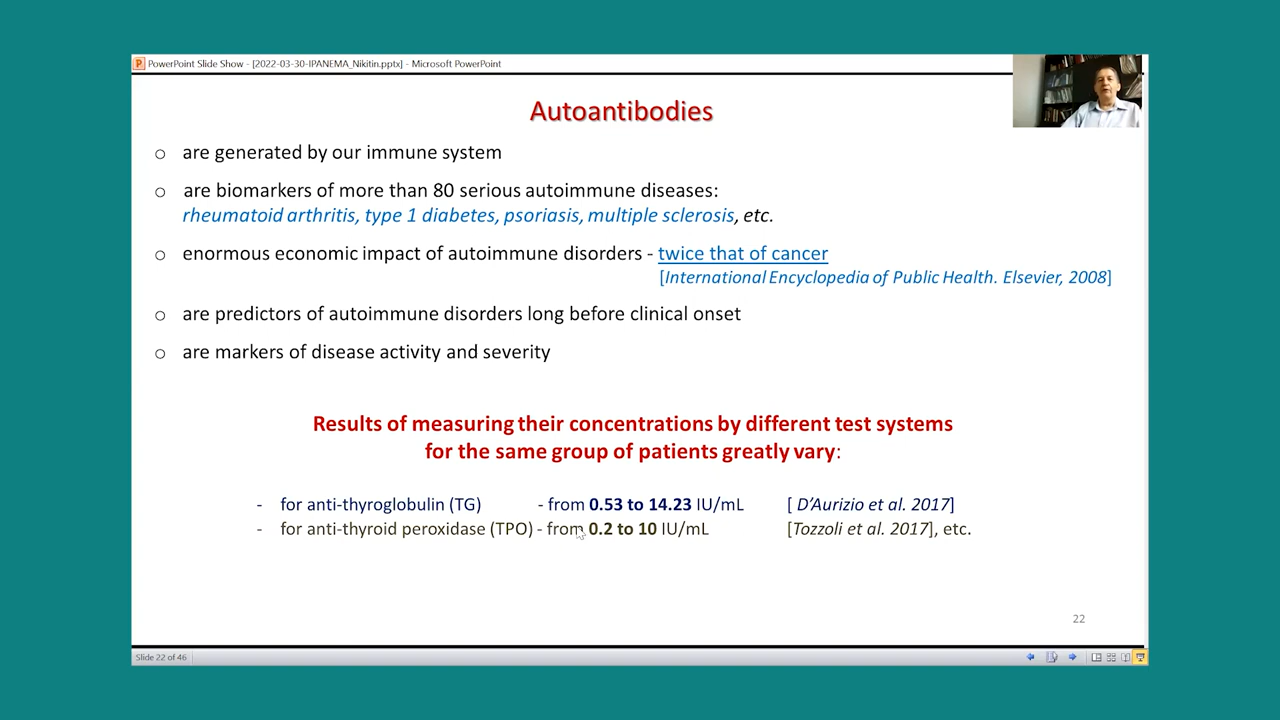 PowerPoint Slide Show - [2022-03-30-IPANEMA_Nikitin.pptx] - Microsoft PowerPoint
Autoantibodies
o are generated by our immune system
o are biomarkers of more than 80 serious autoimmune diseases:
rheumatoid arthritis, type 1 diabetes, psoriasis, multiple sclerosis, etc.
o enormous economic impact of autoimmune disorders - twice that of cancer
[International Encyclopedia of Public Health. Elsevier, 2008]
o are predictors of autoimmune disorders long before clinical onset
o are markers of disease activity and severity
Results of measuring their concentrations by different test systems
for the same group of patients greatly vary:
- for anti-thyroglobulin (TG) - from 0.53 to 14.23 IU/mL [ D'Aurizio et al. 2017]
- for anti-thyroid peroxidase (TPO) - from 0.2 to 10 IU/mL [Tozzoli et al. 2017], etc.
22
Slide 22 of 46